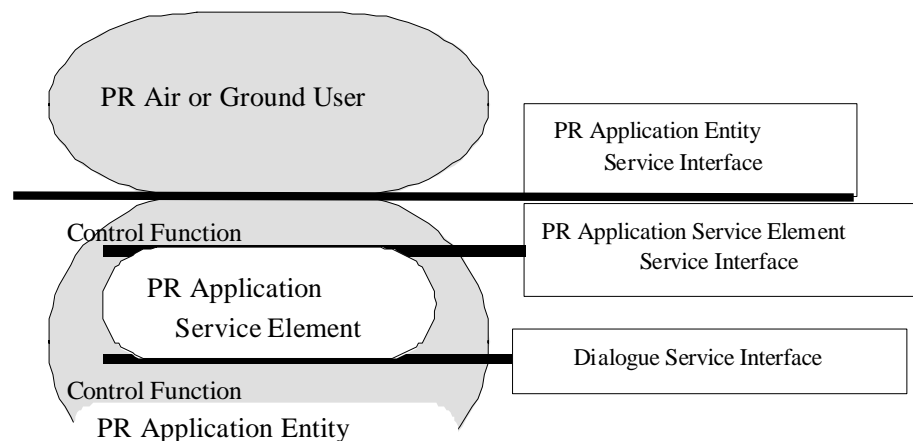 PR Air or Ground User
PR Application Entity
Service Interface
Control Function
PR Application Service Element
Service Interface
PR Application
Service Element
Dialogue Service Interface
Control Function
PR Application Entity